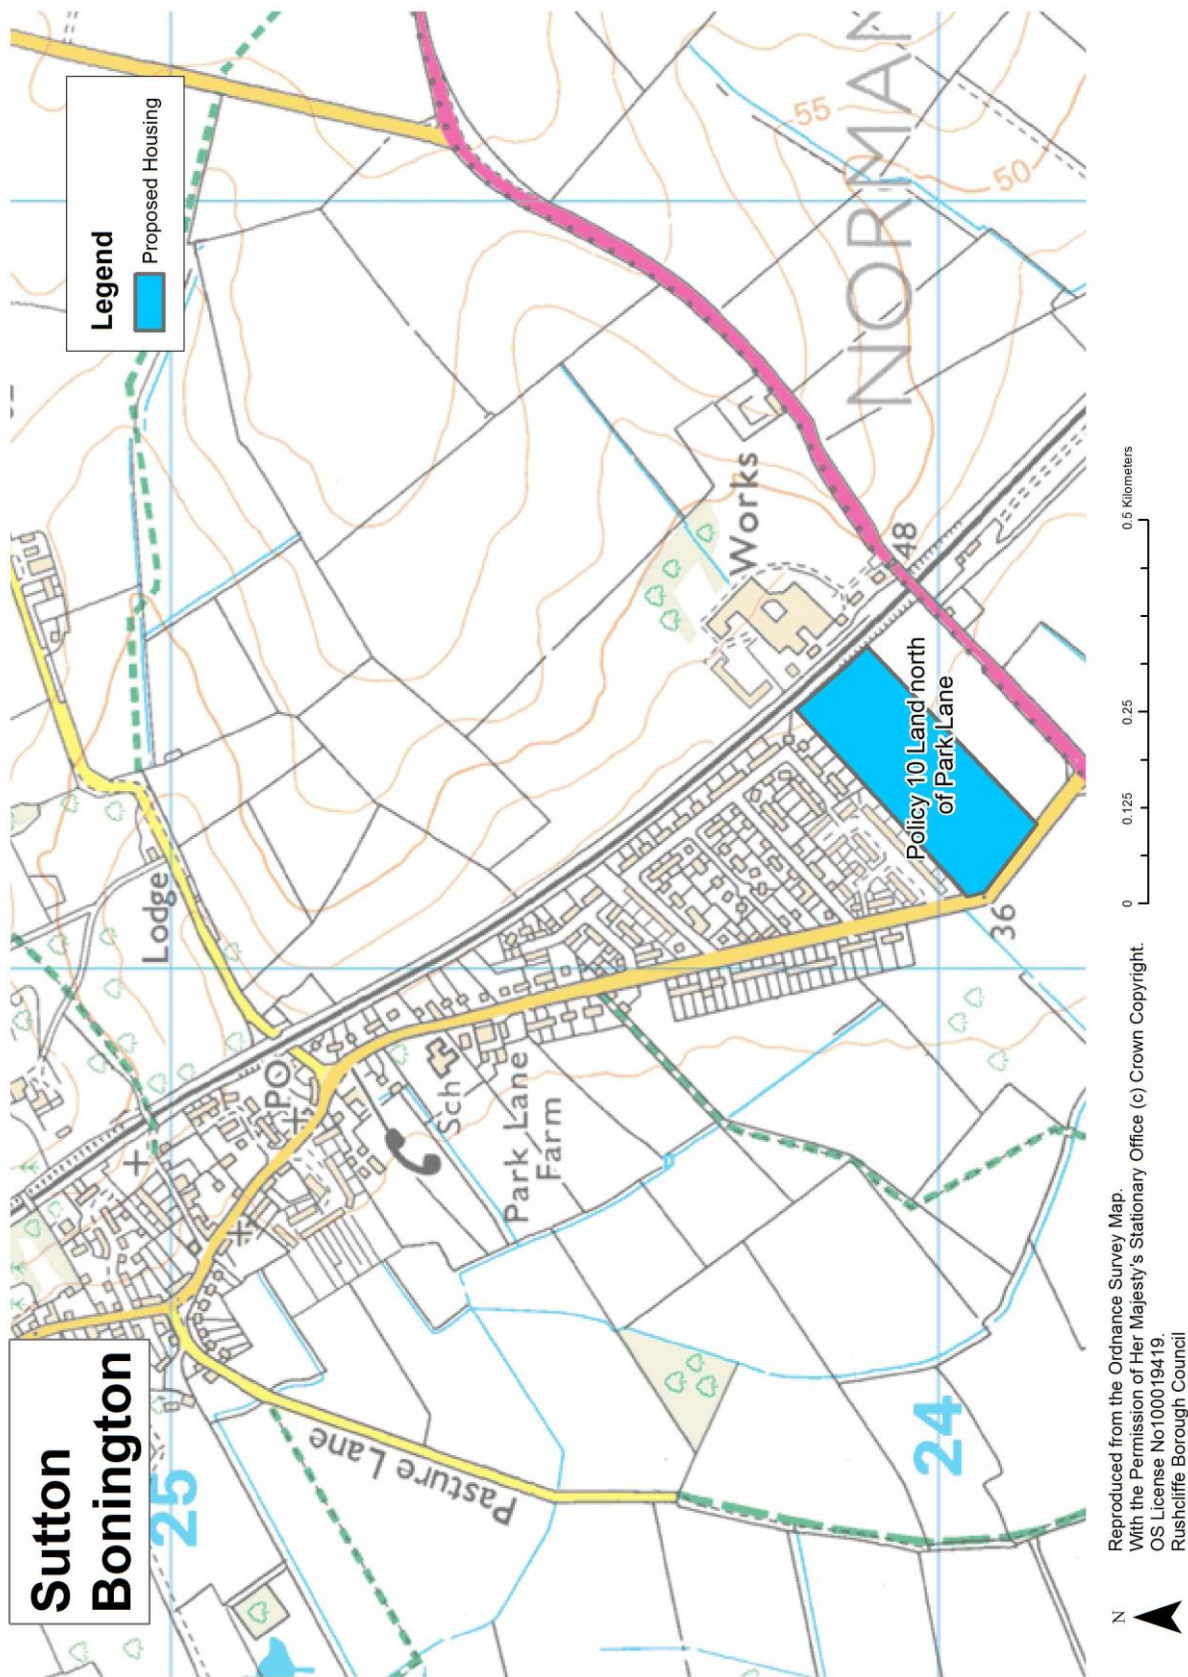 Sutton
Bonington
Legend
Proposed Housing
25
24
Pasture Lane
Lodge
PO
Sch
Park Lane
Farm
Works
48
36
55
50
NORMAN
Policy 10 Land north
of Park Lane
N
0 0.125 0.25 0.5 Kilometers
Reproduced from the Ordnance Survey Map.
With the Permission of Her Majesty's Stationary Office (c) Crown Copyright.
OS License No100019419.
Rushcliffe Borough Council